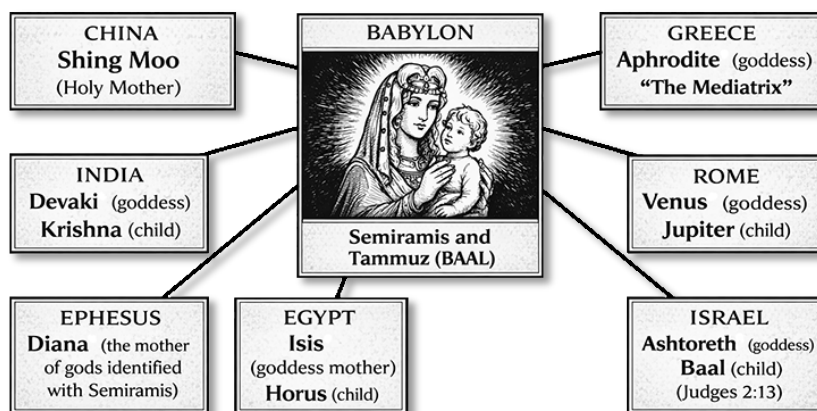 CHINA
Shing Moo
(Holy Mother)
BABYLON
Semiramis and
Tammuz (BAAL)
GREECE
Aphrodite (goddess)
“The Mediatrix”
INDIA
Devaki (goddess)
Krishna (child)
ROME
Venus (goddess)
Jupiter (child)
EPHESUS
Diana (the mother
of gods identified
with Semiramis)
EGYPT
Isis
(goddess mother)
Horus (child)
ISRAEL
Ashtoreth (goddess)
Baal (child)
(Judges 2:13)